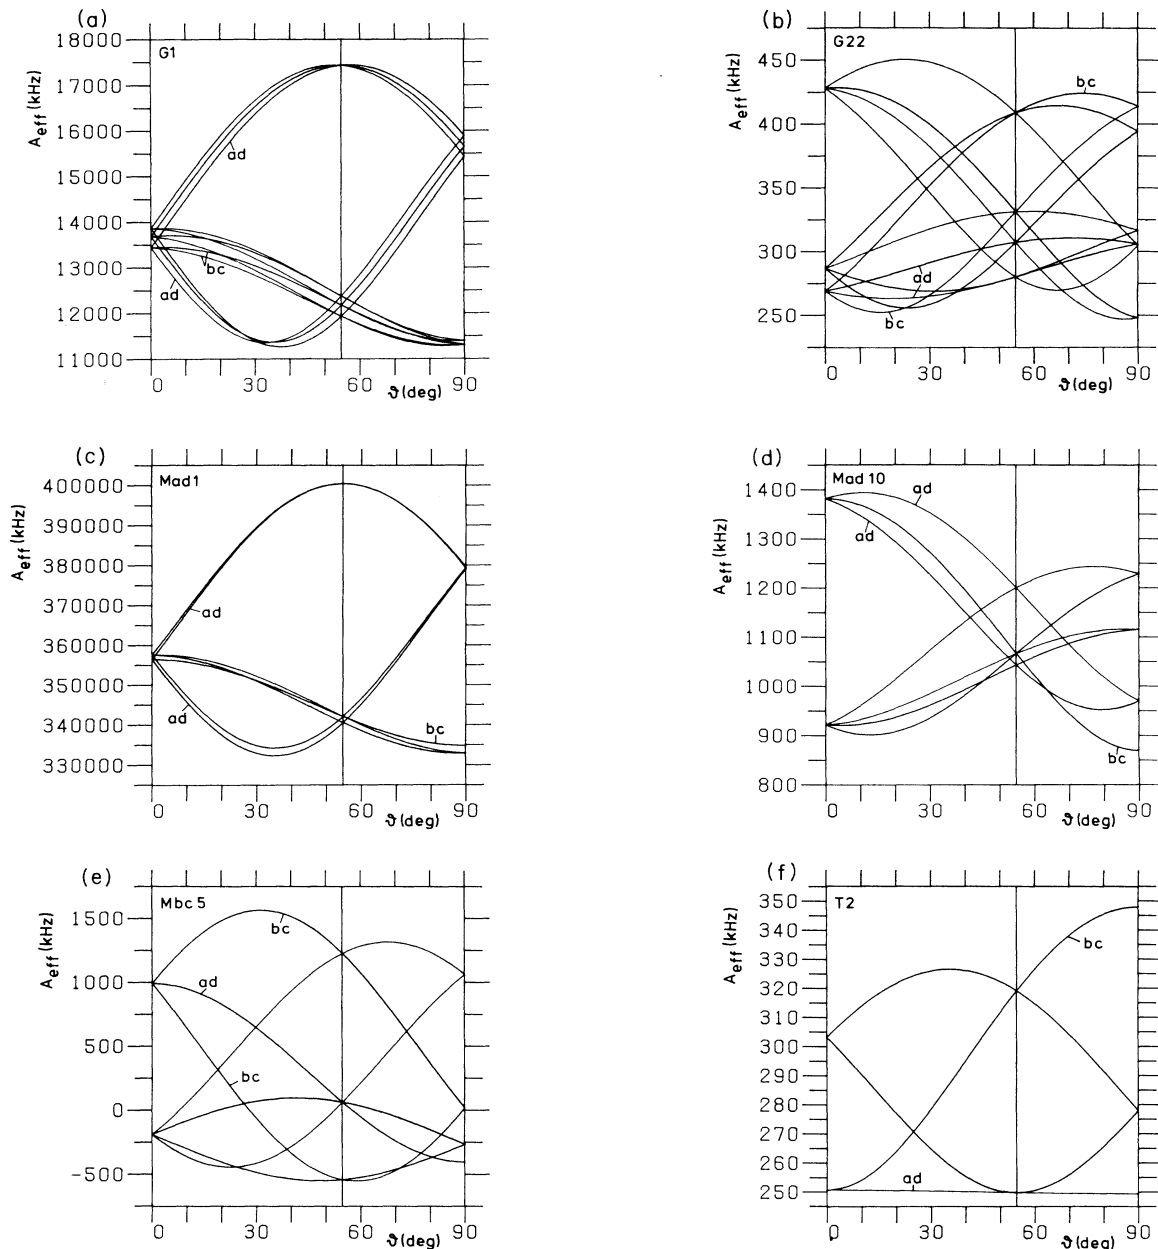 (a)
G1
A_eff (kHz)
18000
17000
16000
15000
14000
13000
12000
11000
ad
bc
ad
0 30 60 90
ϑ (deg)
(b)
G22
A_eff (kHz)
450
400
350
300
250
bc
ad
bc
0 30 60 90
ϑ (deg)
(c)
Mad 1
A_eff (kHz)
400000
390000
380000
370000
360000
350000
340000
330000
ad
ad
bc
0 30 60 90
ϑ (deg)
(d)
Mad 10
A_eff (kHz)
1400
1300
1200
1100
1000
900
800
ad
ad
bc
0 30 60 90
ϑ (deg)
(e)
Mbc 5
A_eff (kHz)
1500
1000
500
0
-500
bc
ad
bc
0 30 60 90
ϑ (deg)
(f)
T2
A_eff (kHz)
350
340
330
320
310
300
290
280
270
260
250
bc
ad
0 30 60 90
ϑ (deg)